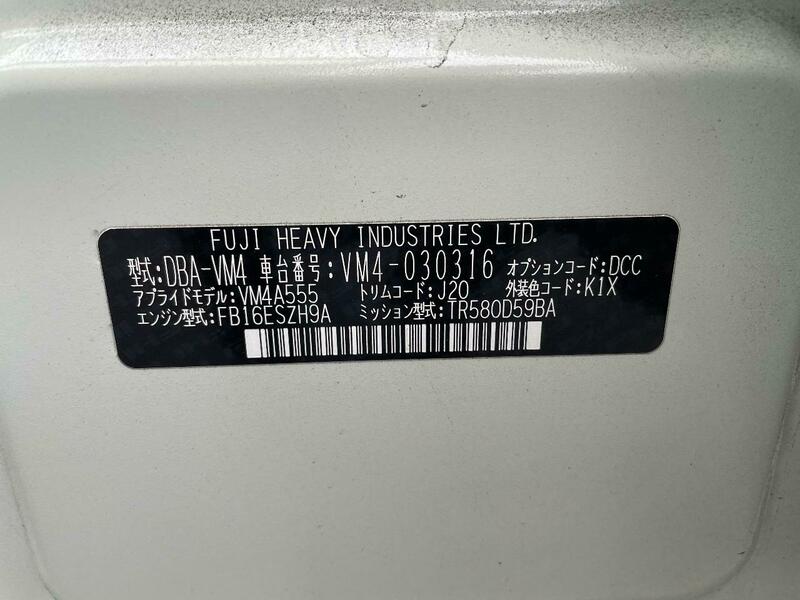 FUJI HEAVY INDUSTRIES LTD.
型式:DBA-VM4 車台番号:VM4-030316 オプションコード:DCC
アプライドモデル:VM4A555 トリムコード:J20 外装色コード:K1X
エンジン型式:FB16ESZH9A ミッション型式:TR580D59BA